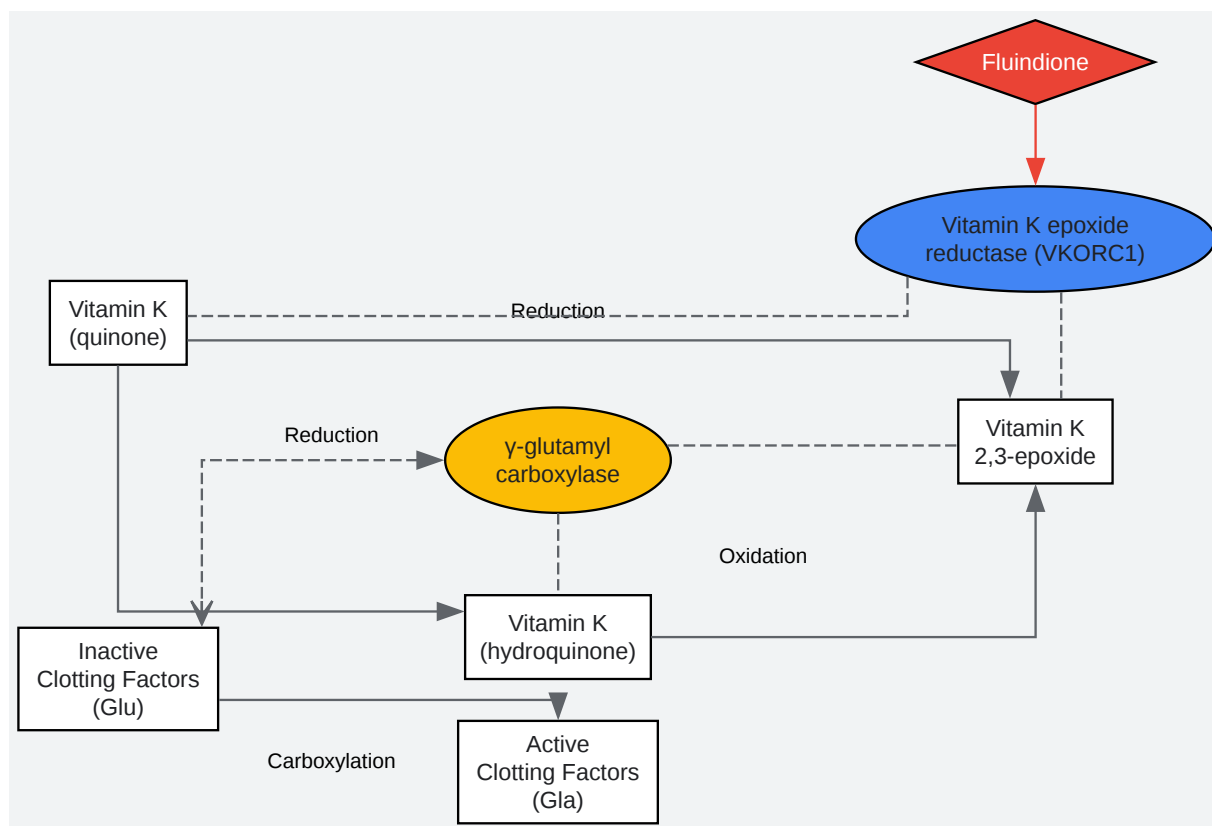 Fluindione
Vitamin K epoxide
reductase (VKORC1)
Reduction
Vitamin K
(quinone)
Vitamin K
2,3-epoxide
Reduction
γ-glutamyl
carboxylase
Oxidation
Vitamin K
(hydroquinone)
Inactive
Clotting Factors
(Glu)
Active
Clotting Factors
(Gla)
Carboxylation